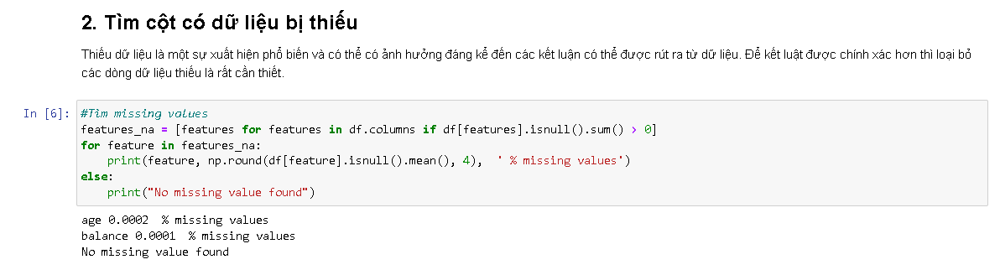 2. Tìm cột có dữ liệu bị thiếu
Thiếu dữ liệu là một sự xuất hiện phổ biến và có thể có ảnh hưởng đáng kể đến các kết luận có thể được rút ra từ dữ liệu. Để kết luật được chính xác hơn thì loại bỏ
các dòng dữ liệu thiếu là rất cần thiết.
In [6]: #Tìm missing values
features_na = [features for features in df.columns if df[features].isnull().sum() > 0]
for feature in features_na:
    print(feature, np.round(df[feature].isnull().mean(), 4),  ' % missing values')
else:
    print("No missing value found")
age 0.0002  % missing values
balance 0.0001  % missing values
No missing value found